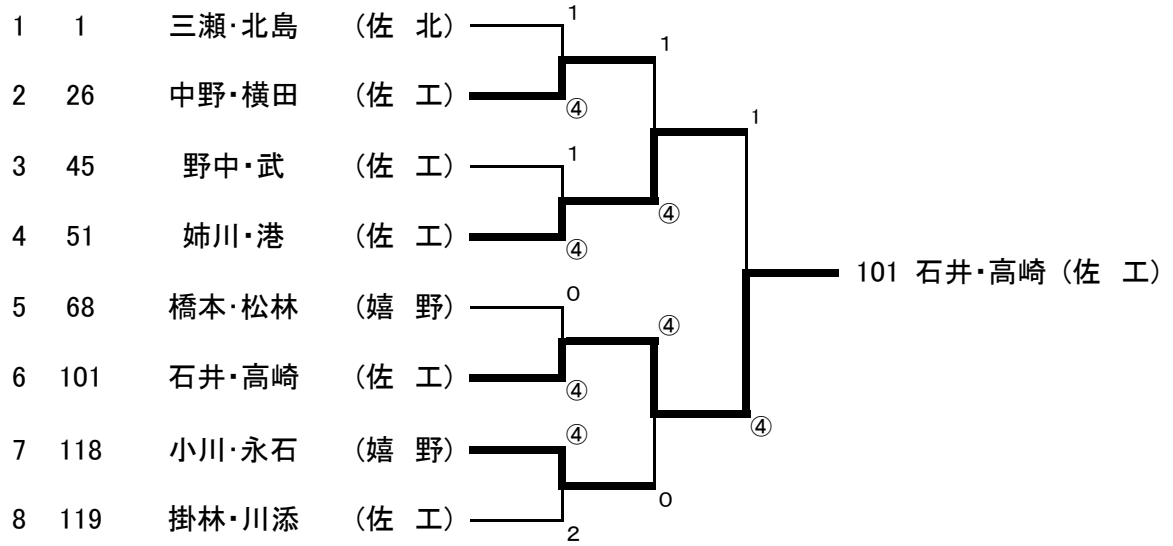 1 1 三瀬･北島 (佐 北)
1
1
2 26 中野･横田 (佐 工)
④
1
3 45 野中･武 (佐 工)
1
④
4 51 姉川･港 (佐 工)
④
101 石井･高崎 (佐 工)
5 68 橋本･松林 (嬉 野)
0
④
6 101 石井･高崎 (佐 工)
④
④
7 118 小川･永石 (嬉 野)
④
0
8 119 掛林･川添 (佐 工)
2